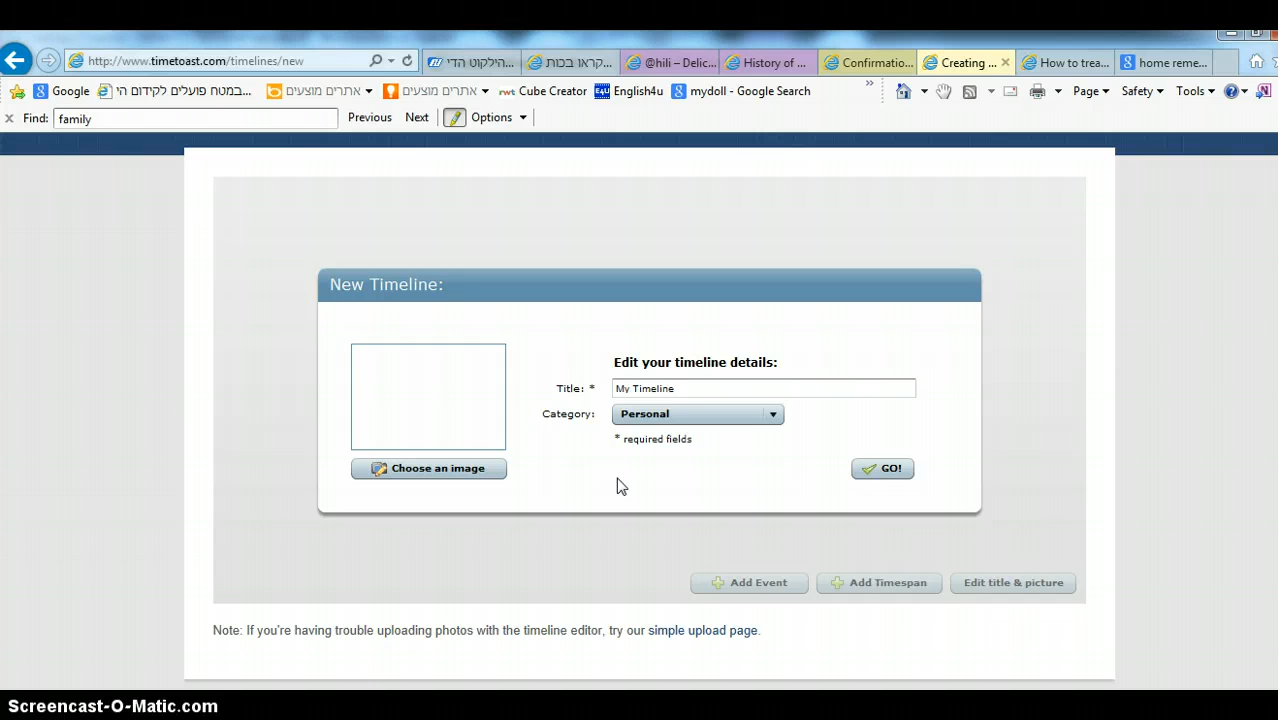 http://www.timetoast.com/timelines/new
הילקוט הדי...
קראו בכות...
@hili – Delic...
History of ...
Confirmatio...
Creating ...
How to trea...
home reme...
Google
במטח פועלים לקידום הי...
אתרים מוצעים
אתרים מוצעים
rwt Cube Creator
E4U English4u
mydoll - Google Search
Page
Safety
Tools
Find: family
Previous
Next
Options
New Timeline:
Edit your timeline details:
Title: * My Timeline
Category: Personal
* required fields
Choose an image
GO!
Add Event
Add Timespan
Edit title & picture
Note: If you're having trouble uploading photos with the timeline editor, try our simple upload page.
Screencast-O-Matic.com